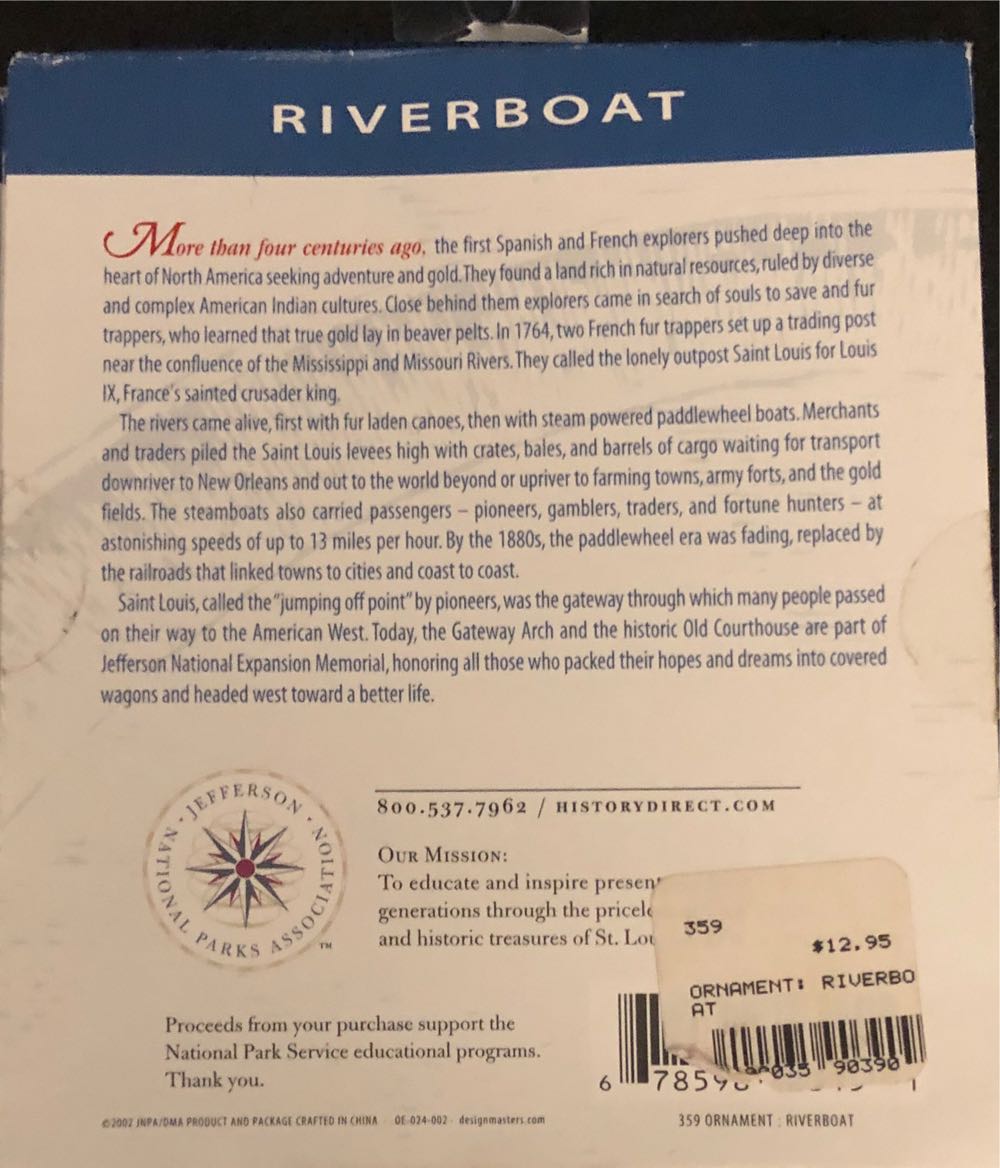 RIVERBOAT
More than four centuries ago, the first Spanish and French explorers pushed deep into the
heart of North America seeking adventure and gold. They found a land rich in natural resources, ruled by diverse
and complex American Indian cultures. Close behind them explorers came in search of souls to save and fur
trappers, who learned that true gold lay in beaver pelts. In 1764, two French fur trappers set up a trading post
near the confluence of the Mississippi and Missouri Rivers. They called the lonely outpost Saint Louis for Louis
IX, France's sainted crusader king.
The rivers came alive, first with fur laden canoes, then with steam powered paddlewheel boats. Merchants
and traders piled the Saint Louis levees high with crates, bales, and barrels of cargo waiting for transport
downriver to New Orleans and out to the world beyond or upriver to farming towns, army forts, and the gold
fields. The steamboats also carried passengers – pioneers, gamblers, traders, and fortune hunters – at
astonishing speeds of up to 13 miles per hour. By the 1880s, the paddlewheel era was fading, replaced by
the railroads that linked towns to cities and coast to coast.
Saint Louis, called the "jumping off point" by pioneers, was the gateway through which many people passed
on their way to the American West. Today, the Gateway Arch and the historic Old Courthouse are part of
Jefferson National Expansion Memorial, honoring all those who packed their hopes and dreams into covered
wagons and headed west toward a better life.
JEFFERSON NATIONAL PARKS ASSOCIATION ™
800.537.7962 / HISTORYDIRECT.COM
OUR MISSION:
To educate and inspire
generations through the
and historic treasures of St.
359
$12.95
ORNAMENT: RIVERBO
AT
90390
Proceeds from your purchase support the
National Park Service educational programs.
Thank you.
6
©2002 JNPA/DMA PRODUCT AND PACKAGE CRAFTED IN CHINA OE-024-002 designmasters.com
359 ORNAMENT : RIVERBOAT